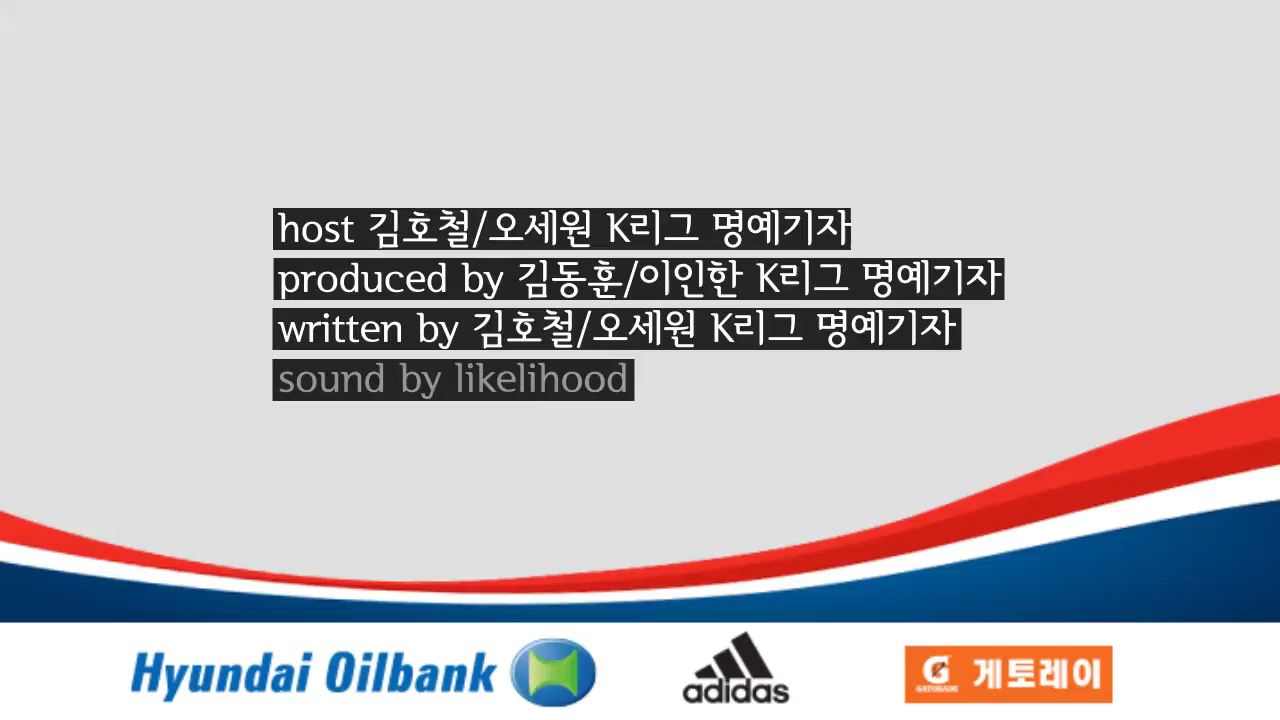 host 김호철/오세원 K리그 명예기자
produced by 김동훈/이인한 K리그 명예기자
written by 김호철/오세원 K리그 명예기자
sound by likelihood
Hyundai Oilbank
adidas
G GATORADE 게토레이